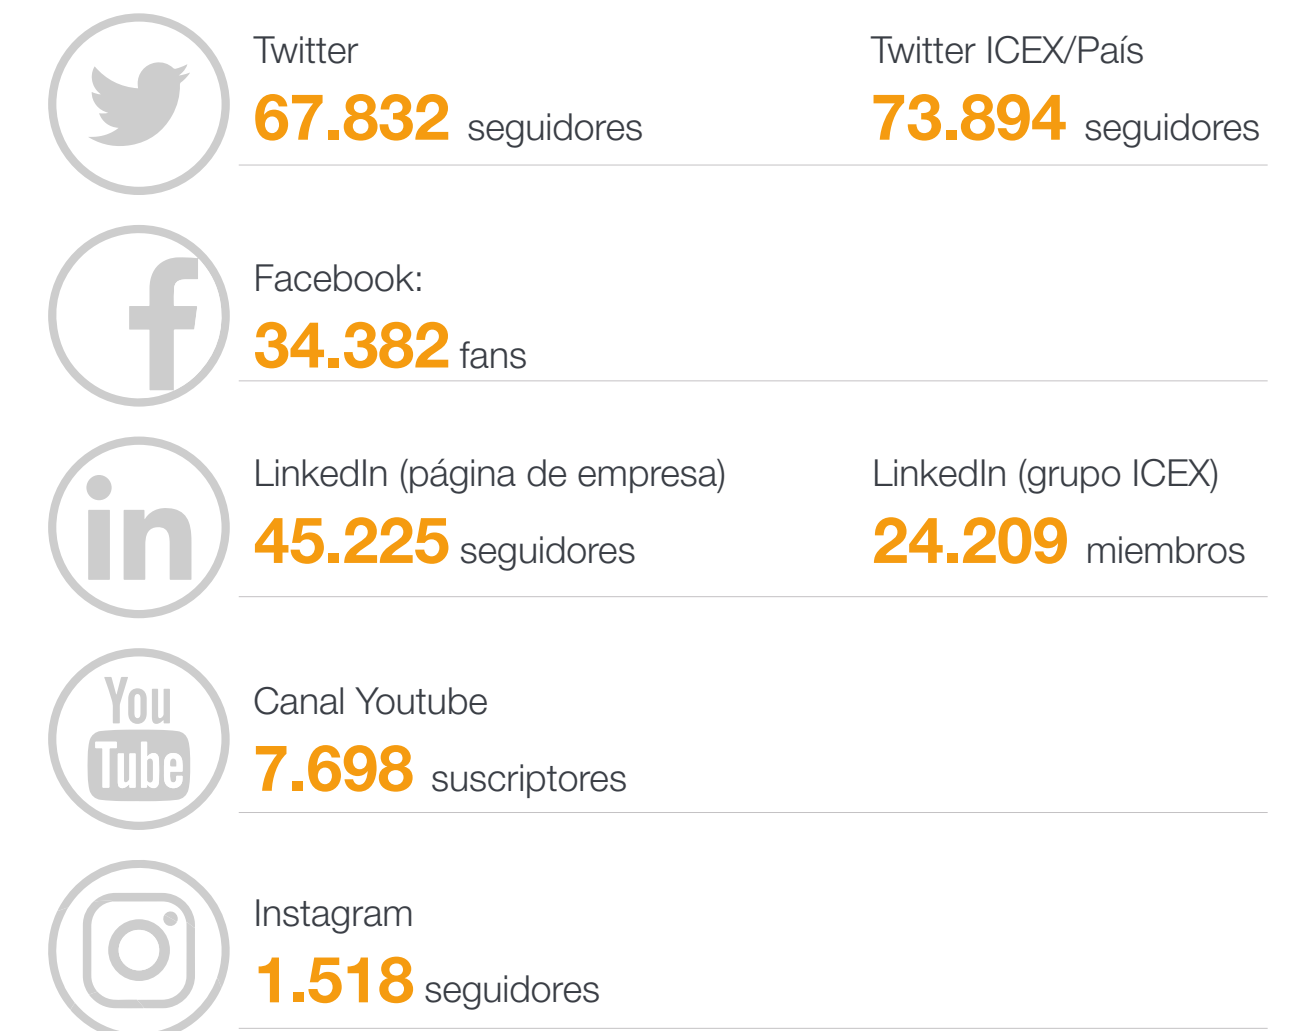 Twitter
67.832 seguidores
Twitter ICEX/País
73.894 seguidores
Facebook:
34.382 fans
in
LinkedIn (página de empresa)
45.225 seguidores
LinkedIn (grupo ICEX)
24.209 miembros
You
Tube
Canal Youtube
7.698 suscriptores
Instagram
1.518 seguidores